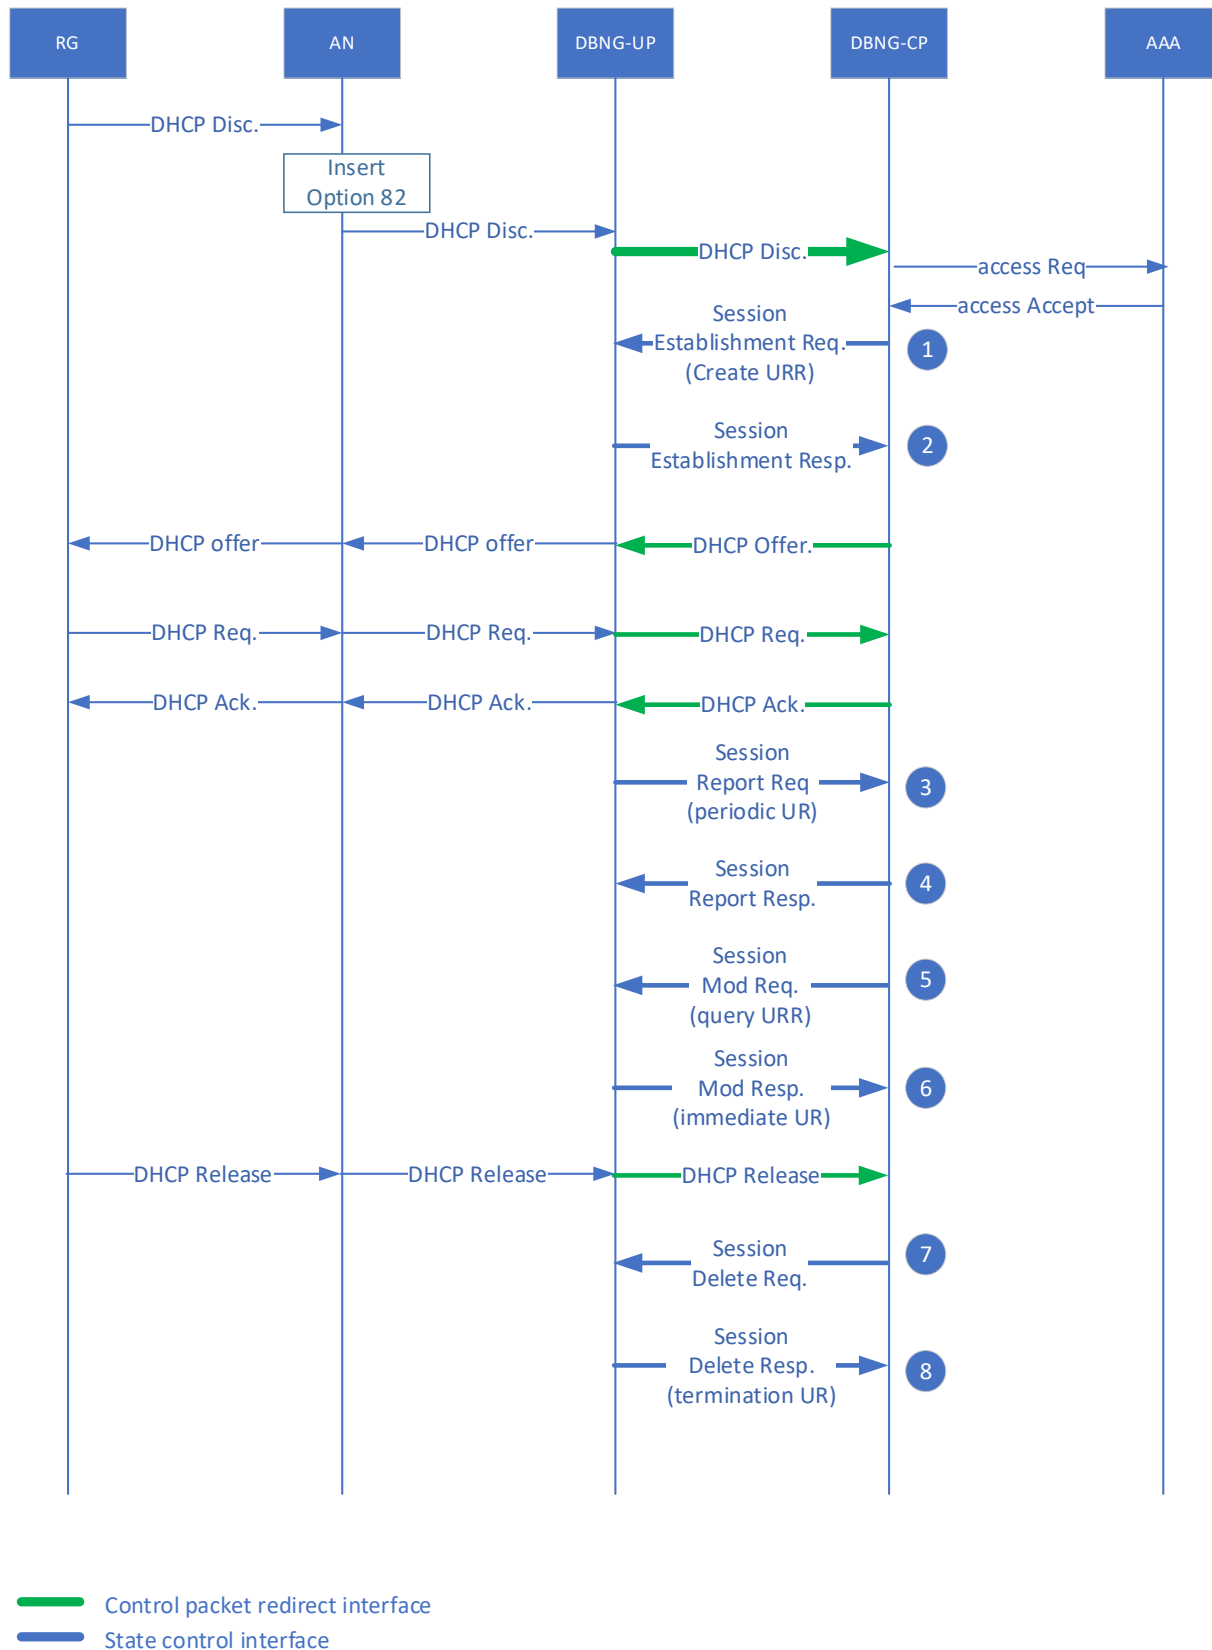 RG
AN
DBNG-UP
DBNG-CP
AAA
DHCP Disc.
Insert
Option 82
DHCP Disc.
DHCP Disc.
access Req
access Accept
Session
Establishment Req.
(Create URR)
1
Session
Establishment Resp.
2
DHCP offer
DHCP offer
DHCP Offer.
DHCP Req.
DHCP Req.
DHCP Req.
DHCP Ack.
DHCP Ack.
DHCP Ack.
Session
Report Req
(periodic UR)
3
Session
Report Resp.
4
Session
Mod Req.
(query URR)
5
Session
Mod Resp.
(immediate UR)
6
DHCP Release
DHCP Release
DHCP Release
Session
Delete Req.
7
Session
Delete Resp.
(termination UR)
8
Control packet redirect interface
State control interface